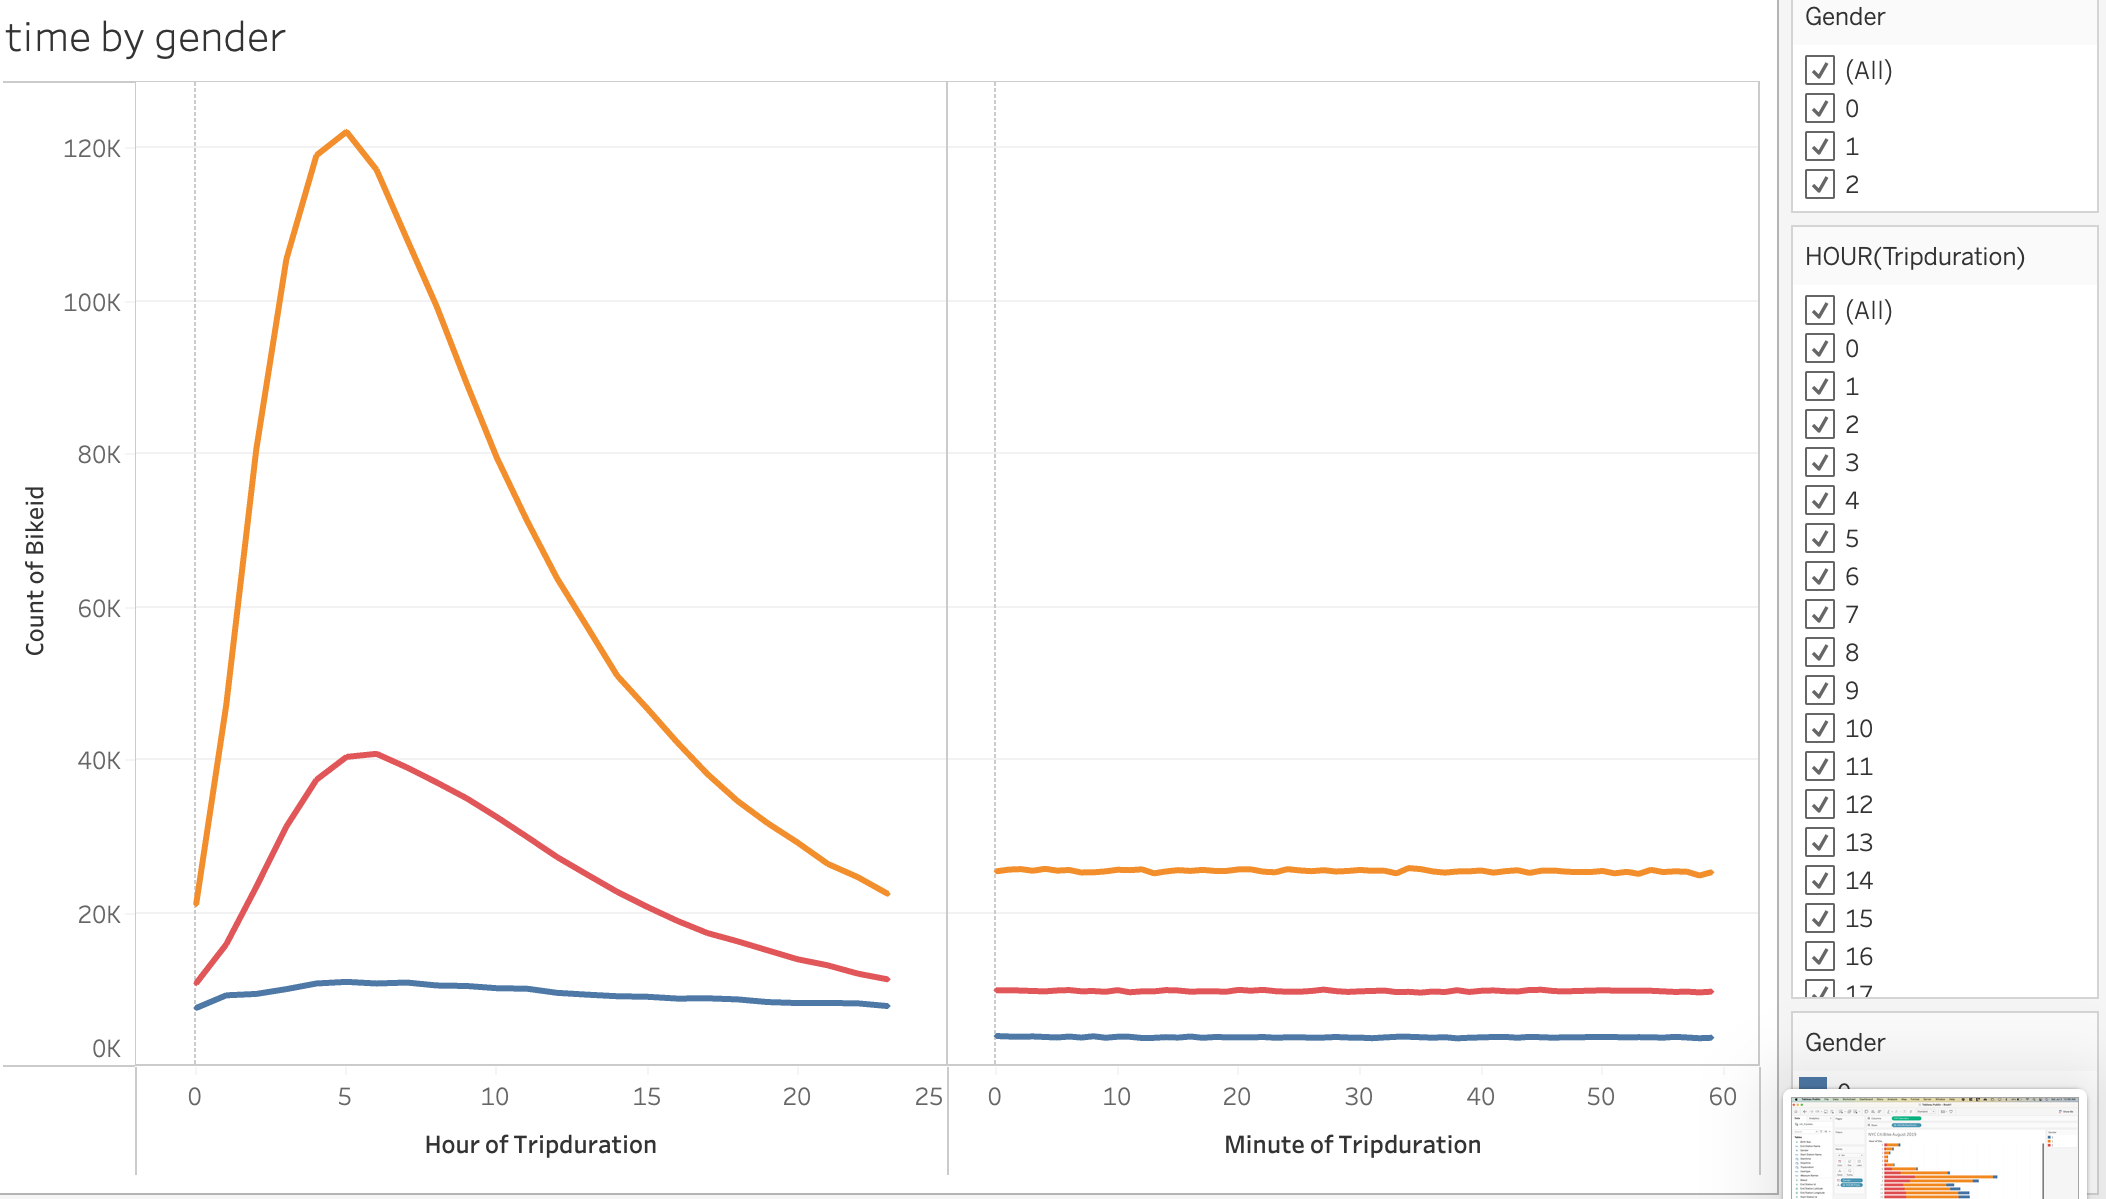 time by gender
Count of Bikeid
120K
100K
80K
60K
40K
20K
0K
0 5 10 15 20 25
Hour of Tripduration
0 10 20 30 40 50 60
Minute of Tripduration
Gender
(All)
0
1
2
HOUR(Tripduration)
(All)
0
1
2
3
4
5
6
7
8
9
10
11
12
13
14
15
16
17
Gender
0